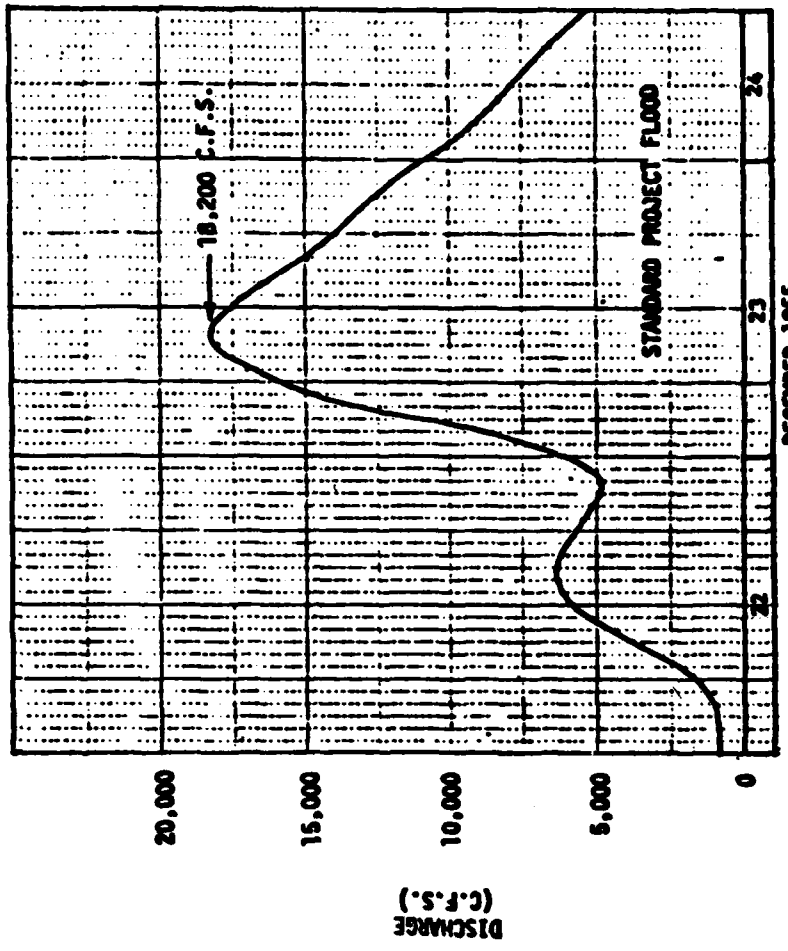 DISCHARGE
(C.F.S.)
20,000
15,000
10,000
5,000
0
18,200 C.F.S.
STANDARD PROJECT FLOOD
22
23
24